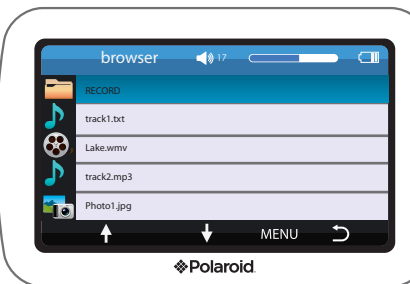 browser 17
RECORD
track1.txt
Lake.wmv
track2.mp3
Photo1.jpg
MENU
Polaroid